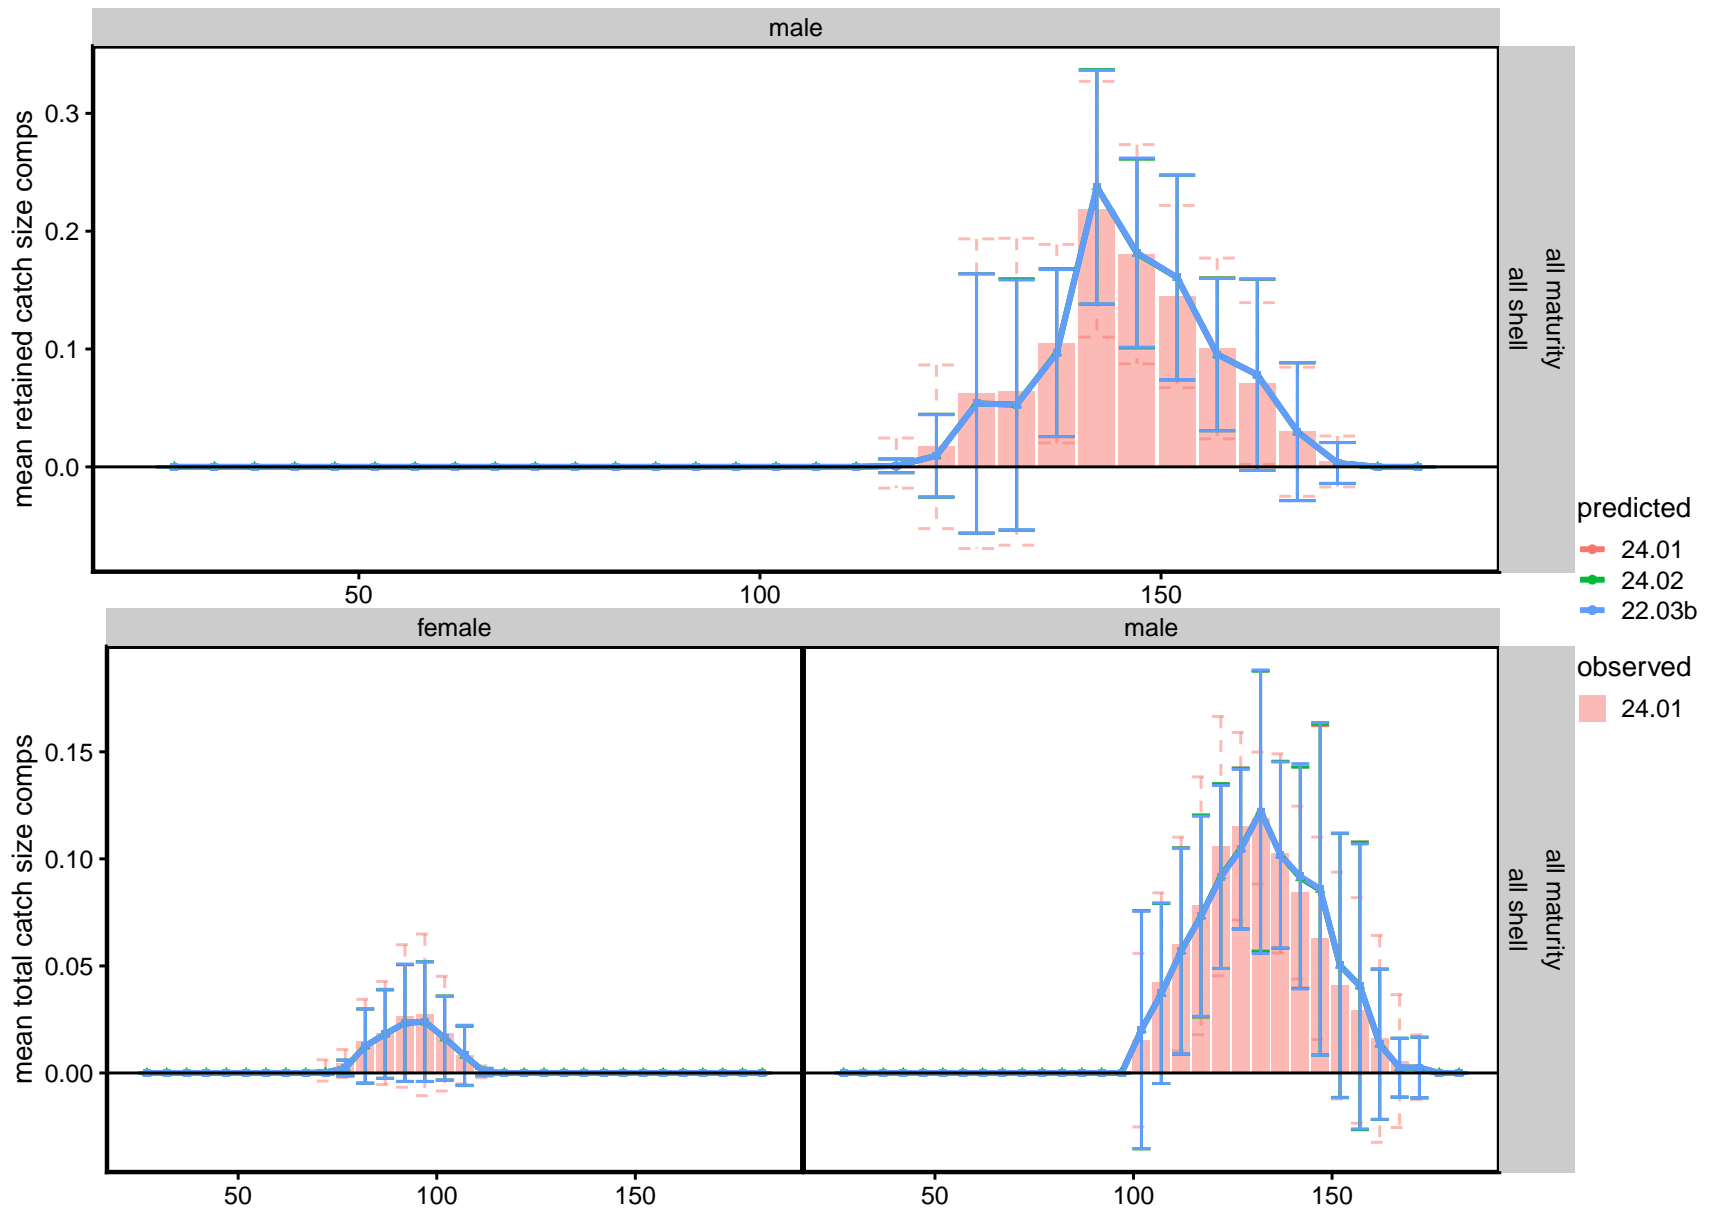 male
mean retained catch size comps
0.3
0.2
0.1
0.0
50
100
150
all maturity
all shell
predicted
24.01
24.02
22.03b
observed
24.01
female
male
mean total catch size comps
0.15
0.10
0.05
0.00
50
100
150
50
100
150
all maturity
all shell